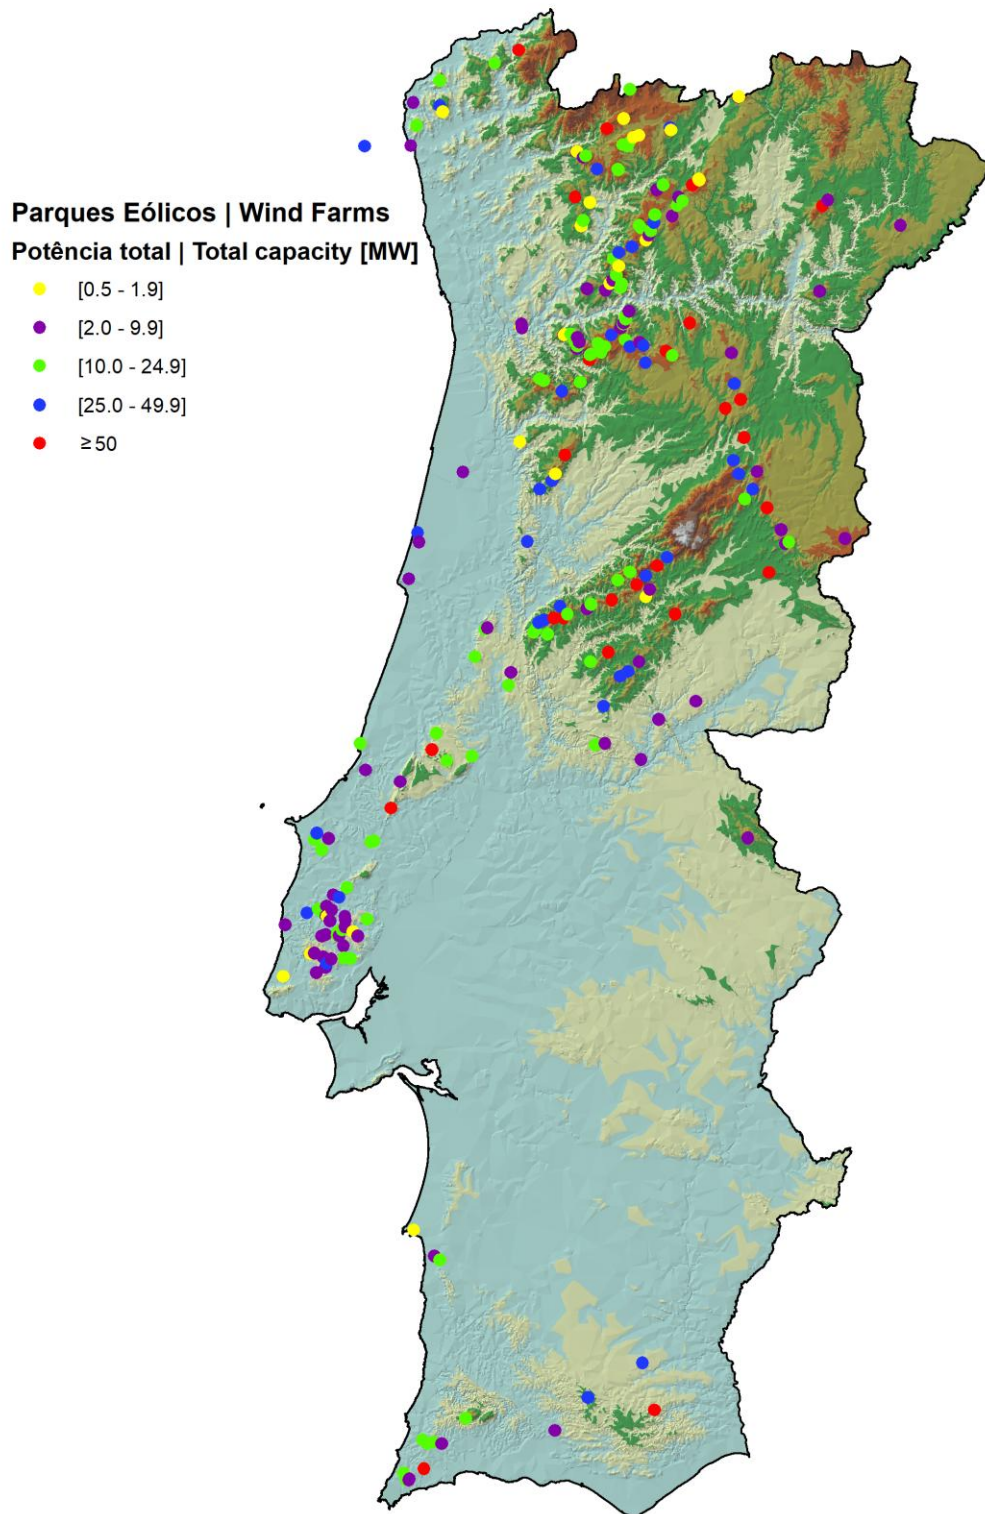 Parques Eólicos | Wind Farms
Potência total | Total capacity [MW]
[0.5 - 1.9]
[2.0 - 9.9]
[10.0 - 24.9]
[25.0 - 49.9]
≥ 50